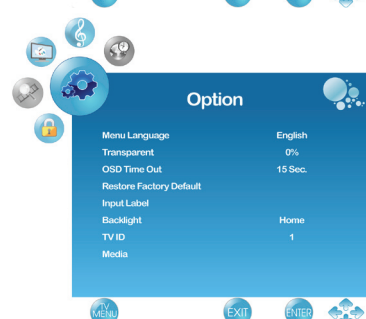 Option
Menu Language English
Transparent 0%
OSD Time Out 15 Sec.
Restore Factory Default
Input Label
Backlight Home
TV ID 1
Media
TV MENU EXIT ENTER